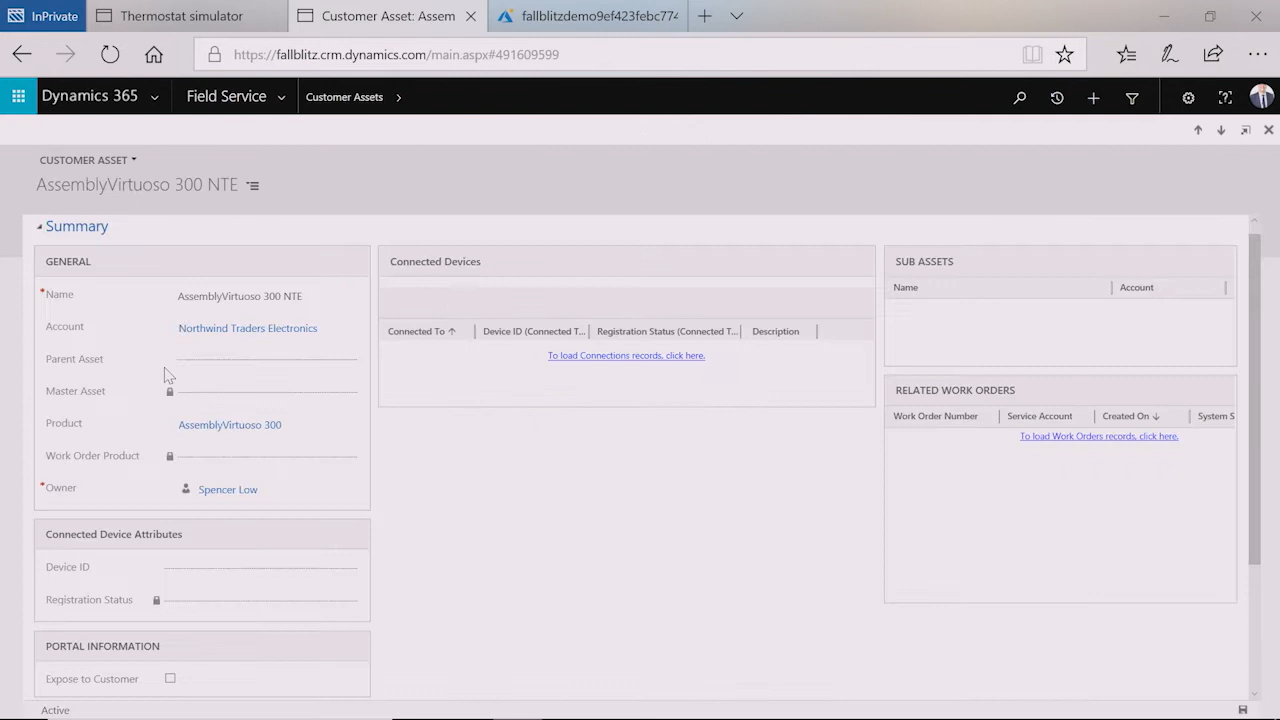 InPrivate
Thermostat simulator
Customer Asset: Assem
fallblitzdemo9ef423febc774
https://fallblitz.crm.dynamics.com/main.aspx#491609599
Dynamics 365
Field Service
Customer Assets
CUSTOMER ASSET
AssemblyVirtuoso 300 NTE
Summary
GENERAL
Name
AssemblyVirtuoso 300 NTE
Account
Northwind Traders Electronics
Parent Asset
Master Asset
Product
AssemblyVirtuoso 300
Work Order Product
Owner
Spencer Low
Connected Device Attributes
Device ID
Registration Status
PORTAL INFORMATION
Expose to Customer
Connected Devices
Connected To
Device ID (Connected T...
Registration Status (Connected T...
Description
To load Connections records, click here.
SUB ASSETS
Name
Account
RELATED WORK ORDERS
Work Order Number
Service Account
Created On
System S
To load Work Orders records, click here.
Active